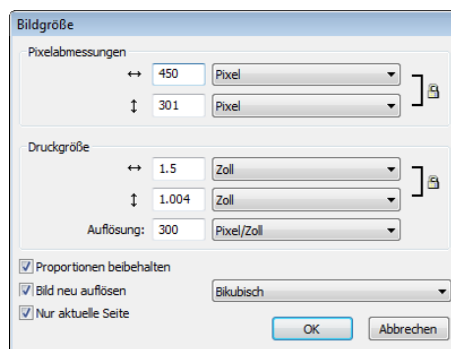 Bildgröße
Pixelabmessungen
↔ 450 Pixel
↕ 301 Pixel
Druckgröße
↔ 1.5 Zoll
↕ 1.004 Zoll
Auflösung: 300 Pixel/Zoll
Proportionen beibehalten
Bild neu auflösen Bikubisch
Nur aktuelle Seite
OK Abbrechen